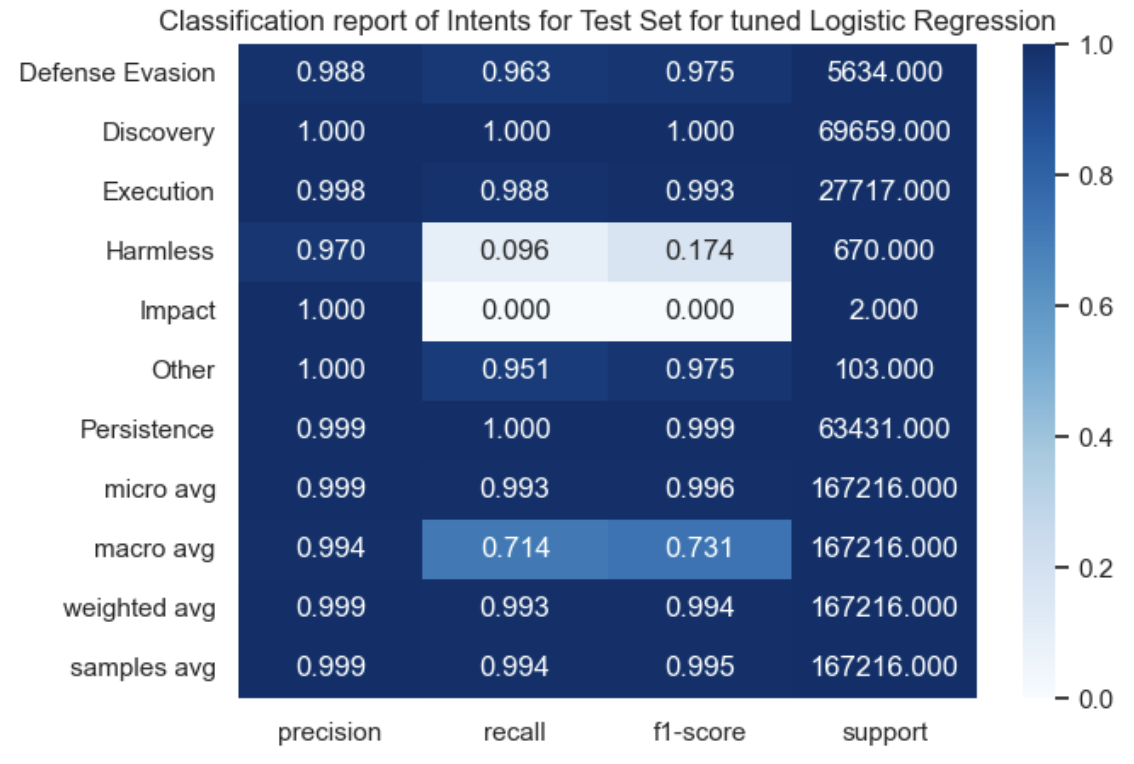 Classification report of Intents for Test Set for tuned Logistic Regression
Defense Evasion 0.988 0.963 0.975 5634.000
Discovery 1.000 1.000 1.000 69659.000
Execution 0.998 0.988 0.993 27717.000
Harmless 0.970 0.096 0.174 670.000
Impact 1.000 0.000 0.000 2.000
Other 1.000 0.951 0.975 103.000
Persistence 0.999 1.000 0.999 63431.000
micro avg 0.999 0.993 0.996 167216.000
macro avg 0.994 0.714 0.731 167216.000
weighted avg 0.999 0.993 0.994 167216.000
samples avg 0.999 0.994 0.995 167216.000
precision recall f1-score support
1.0
0.8
0.6
0.4
0.2
0.0